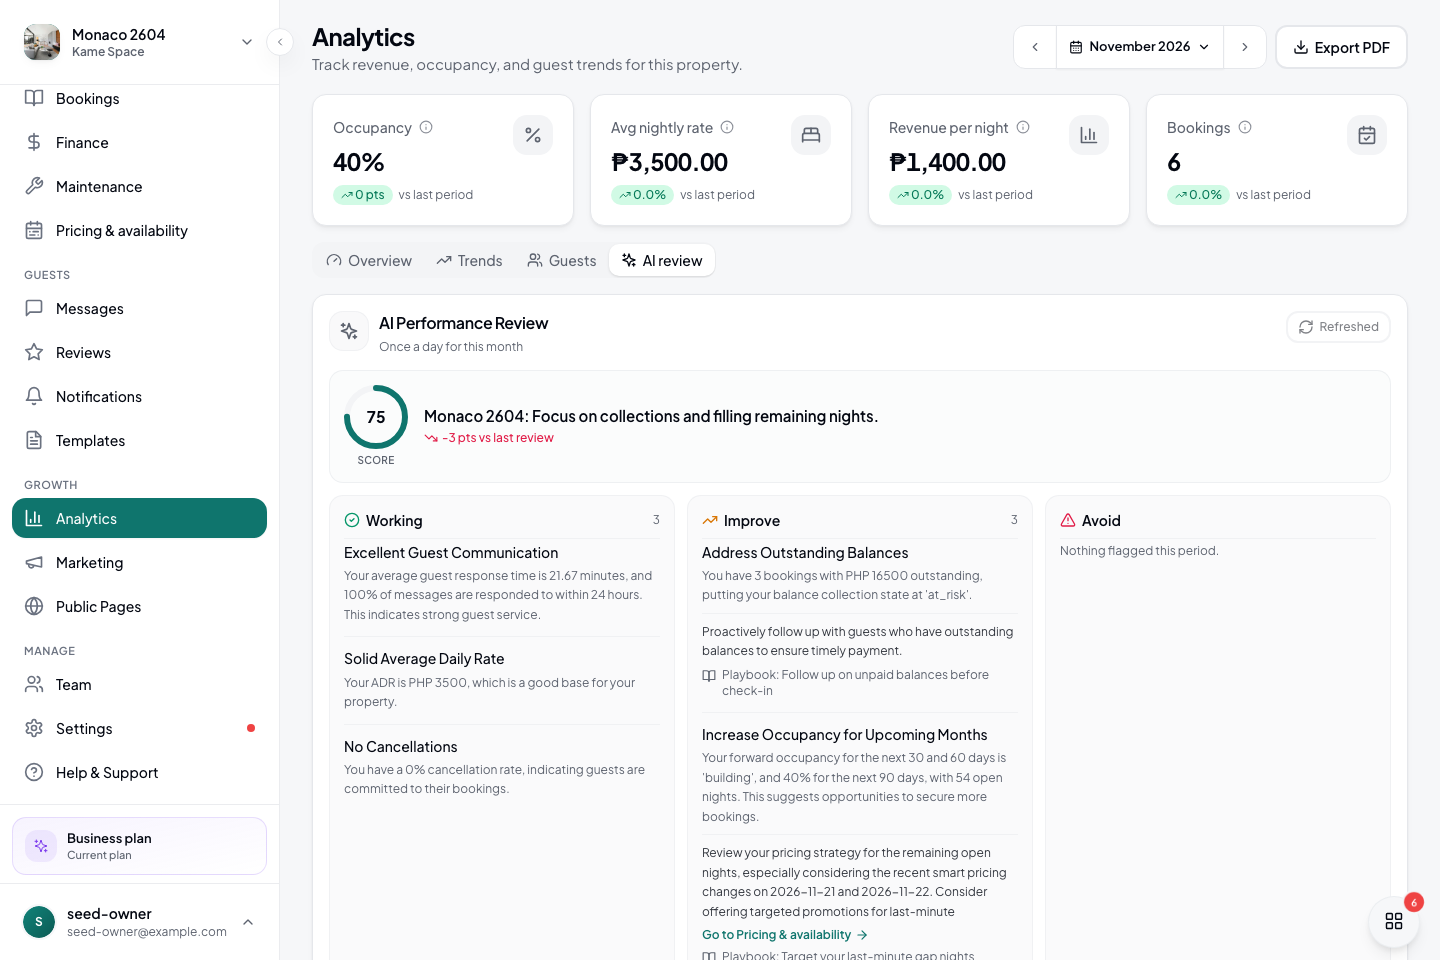 Monaco 2604
Kame Space
Bookings
Finance
Maintenance
Pricing & availability
GUESTS
Messages
Reviews
Notifications
Templates
GROWTH
Analytics
Marketing
Public Pages
MANAGE
Team
Settings
Help & Support
Business plan
Current plan
S
seed-owner
seed-owner@example.com
Analytics
Track revenue, occupancy, and guest trends for this property.
November 2026
Export PDF
Occupancy
40%
0 pts vs last period
Avg nightly rate
₱3,500.00
0.0% vs last period
Revenue per night
₱1,400.00
0.0% vs last period
Bookings
6
0.0% vs last period
Overview
Trends
Guests
AI review
AI Performance Review
Once a day for this month
Refreshed
75
SCORE
Monaco 2604: Focus on collections and filling remaining nights.
-3 pts vs last review
Working 3
Excellent Guest Communication
Your average guest response time is 21.67 minutes, and
100% of messages are responded to within 24 hours.
This indicates strong guest service.
Solid Average Daily Rate
Your ADR is PHP 3500, which is a good base for your
property.
No Cancellations
You have a 0% cancellation rate, indicating guests are
committed to their bookings.
Improve 3
Address Outstanding Balances
You have 3 bookings with PHP 16500 outstanding,
putting your balance collection state at 'at_risk'.
Proactively follow up with guests who have outstanding
balances to ensure timely payment.
Playbook: Follow up on unpaid balances before
check-in
Increase Occupancy for Upcoming Months
Your forward occupancy for the next 30 and 60 days is
'building', and 40% for the next 90 days, with 54 open
nights. This suggests opportunities to secure more
bookings.
Review your pricing strategy for the remaining open
nights, especially considering the recent smart pricing
changes on 2026-11-21 and 2026-11-22. Consider
offering targeted promotions for last-minute
Go to Pricing & availability
Playbook: Target your last-minute gap nights
Avoid
Nothing flagged this period.
6